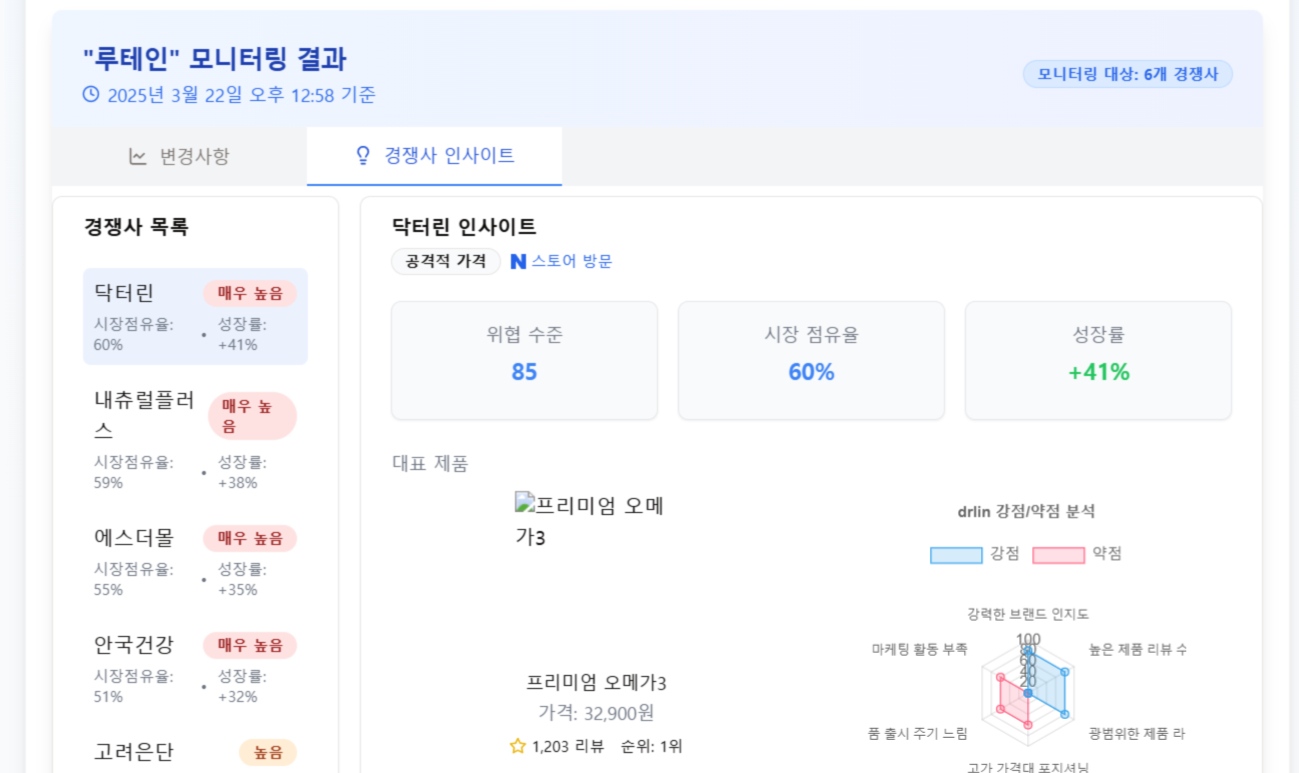 "루테인" 모니터링 결과
2025년 3월 22일 오후 12:58 기준
모니터링 대상: 6개 경쟁사
변경사항
경쟁사 인사이트
경쟁사 목록
닥터린
매우 높음
시장점유율:
60%
•
성장률:
+41%
내츄럴플러
스
매우 높
음
시장점유율:
59%
•
성장률:
+38%
에스더몰
매우 높음
시장점유율:
55%
•
성장률:
+35%
안국건강
매우 높음
시장점유율:
51%
•
성장률:
+32%
고려은단
높음
닥터린 인사이트
공격적 가격
N 스토어 방문
위협 수준
85
시장 점유율
60%
성장률
+41%
대표 제품
프리미엄 오메
가3
프리미엄 오메가3
가격: 32,900원
1,203 리뷰 순위: 1위
drlin 강점/약점 분석
강점
약점
강력한 브랜드 인지도
마케팅 활동 부족
높은 제품 리뷰 수
100
80
60
40
20
품 출시 주기 느림
광범위한 제품 라
고가 가격대 포지셔닝